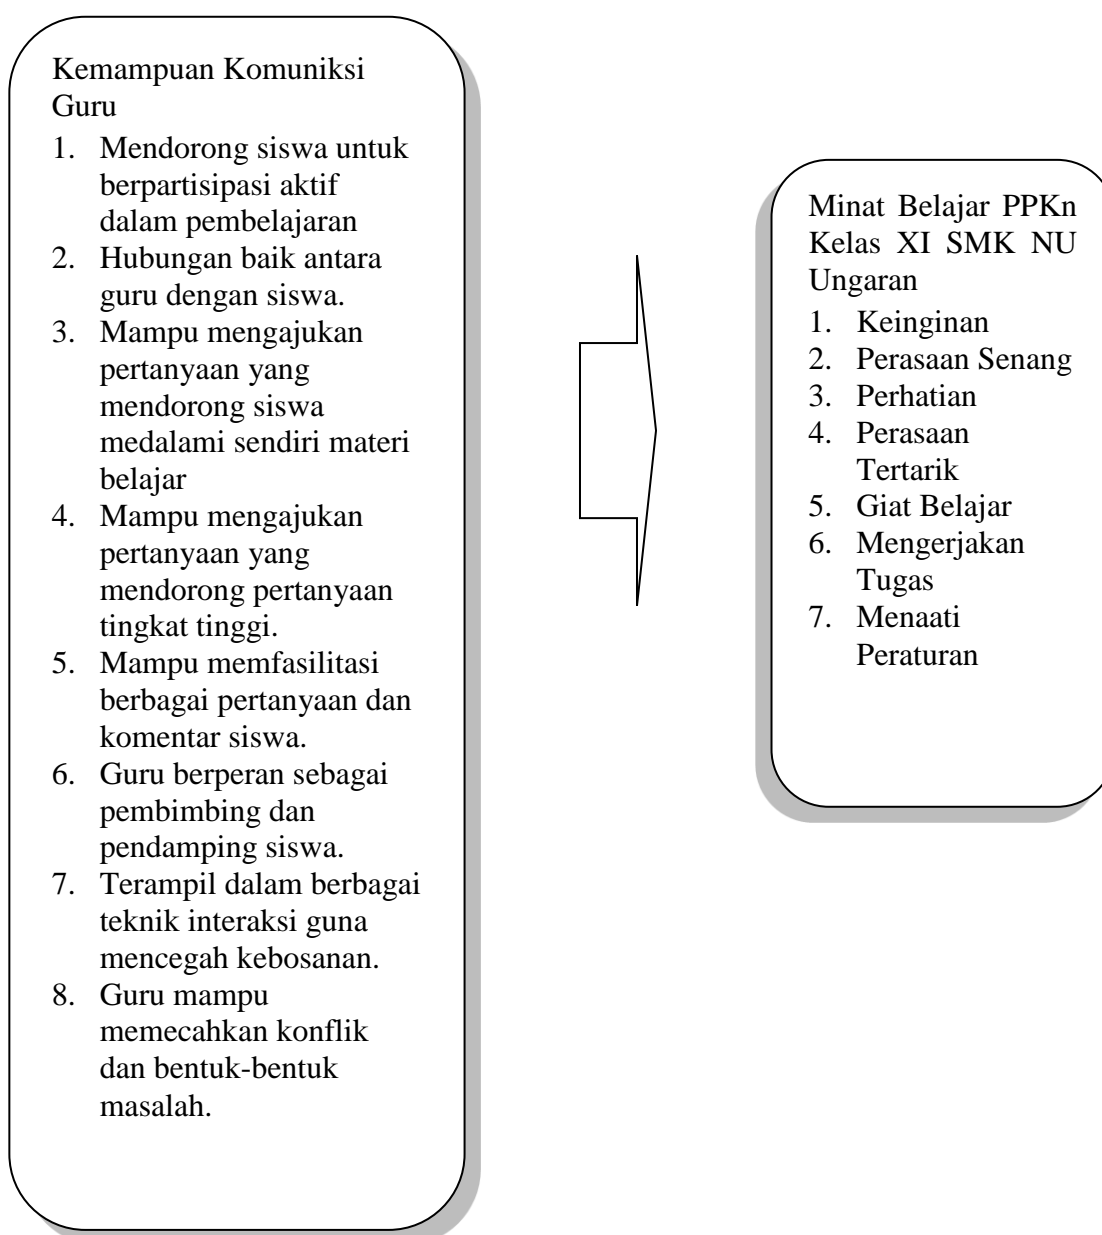 Kemampuan Komuniksi
Guru
1. Mendorong siswa untuk
berpartisipasi aktif
dalam pembelajaran
2. Hubungan baik antara
guru dengan siswa.
3. Mampu mengajukan
pertanyaan yang
mendorong siswa
medalami sendiri materi
belajar
4. Mampu mengajukan
pertanyaan yang
mendorong pertanyaan
tingkat tinggi.
5. Mampu memfasilitasi
berbagai pertanyaan dan
komentar siswa.
6. Guru berperan sebagai
pembimbing dan
pendamping siswa.
7. Terampil dalam berbagai
teknik interaksi guna
mencegah kebosanan.
8. Guru mampu
memecahkan konflik
dan bentuk-bentuk
masalah.
Minat Belajar PPKn
Kelas XI SMK NU
Ungaran
1. Keinginan
2. Perasaan Senang
3. Perhatian
4. Perasaan
Tertarik
5. Giat Belajar
6. Mengerjakan
Tugas
7. Menaati
Peraturan